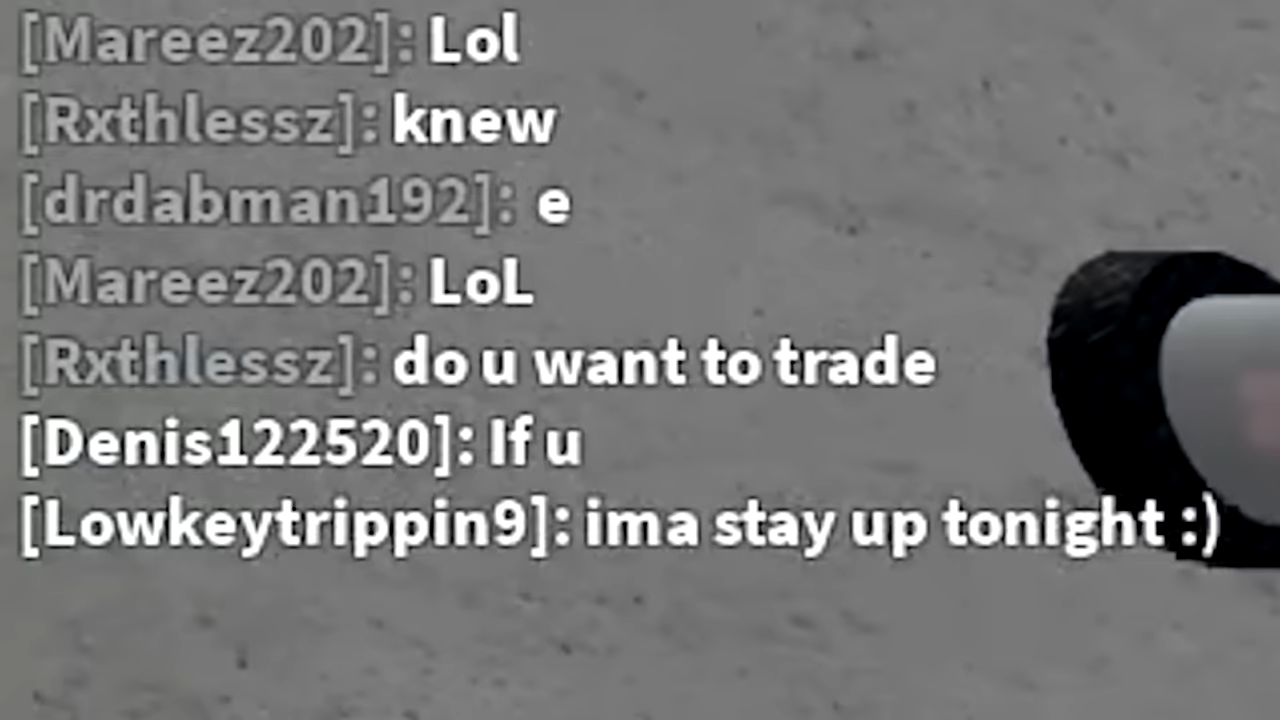 [Mareez202]: Lol
[Rxthlessz]: knew
[drdabman192]: e
[Mareez202]: LoL
[Rxthlessz]: do u want to trade
[Denis122520]: If u
[Lowkeytrippin9]: ima stay up tonight :)